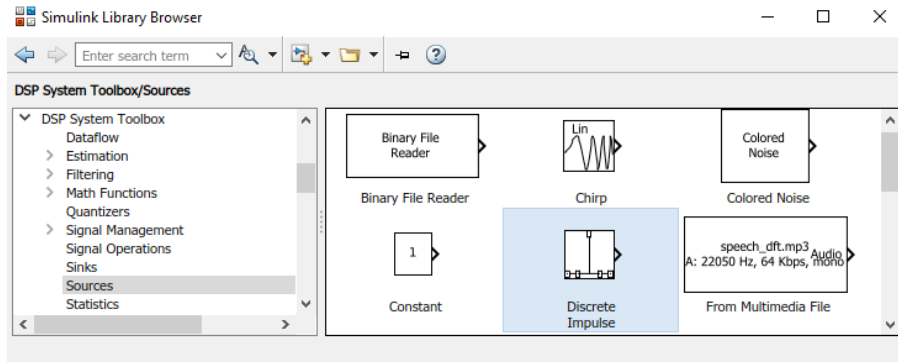 Simulink Library Browser
Enter search term
DSP System Toolbox/Sources
DSP System Toolbox
Dataflow
Estimation
Filtering
Math Functions
Quantizers
Signal Management
Signal Operations
Sinks
Sources
Statistics
Binary File
Reader
Binary File Reader
Lin
Chirp
Colored
Noise
Colored Noise
1
Constant
Discrete
Impulse
speech_dft.mp3
A: 22050 Hz, 64 Kbps, mono
Audio
From Multimedia File